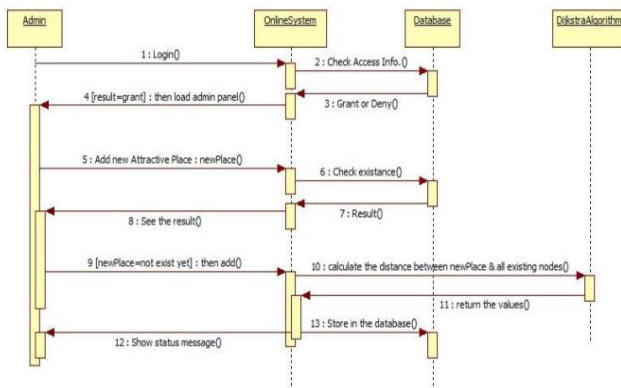 Admin
OnlineSystem
Database
DijkstraAlgorithm
1 : Login()
2 : Check Access Info.()
3 : Grant or Deny()
4 [result=grant] : then load admin panel()
5 : Add new Attractive Place : newPlace()
6 : Check existance()
7 : Result()
8 : See the result()
9 [newPlace=not exist yet] : then add()
10 : calculate the distance between newPlace & all existing nodes()
11 : return the values()
13 : Store in the database()
12 : Show status message()